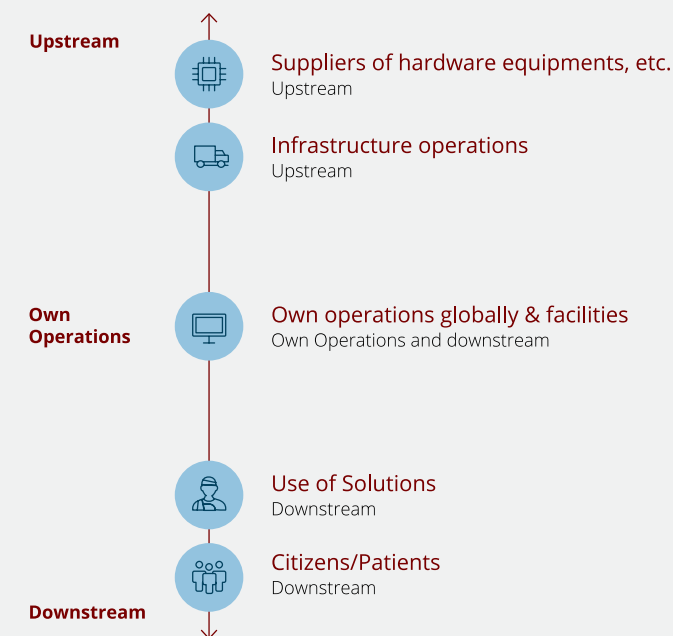 Upstream
Suppliers of hardware equipments, etc.
Upstream
Infrastructure operations
Upstream
Own
Operations
Own operations globally & facilities
Own Operations and downstream
Use of Solutions
Downstream
Citizens/Patients
Downstream
Downstream